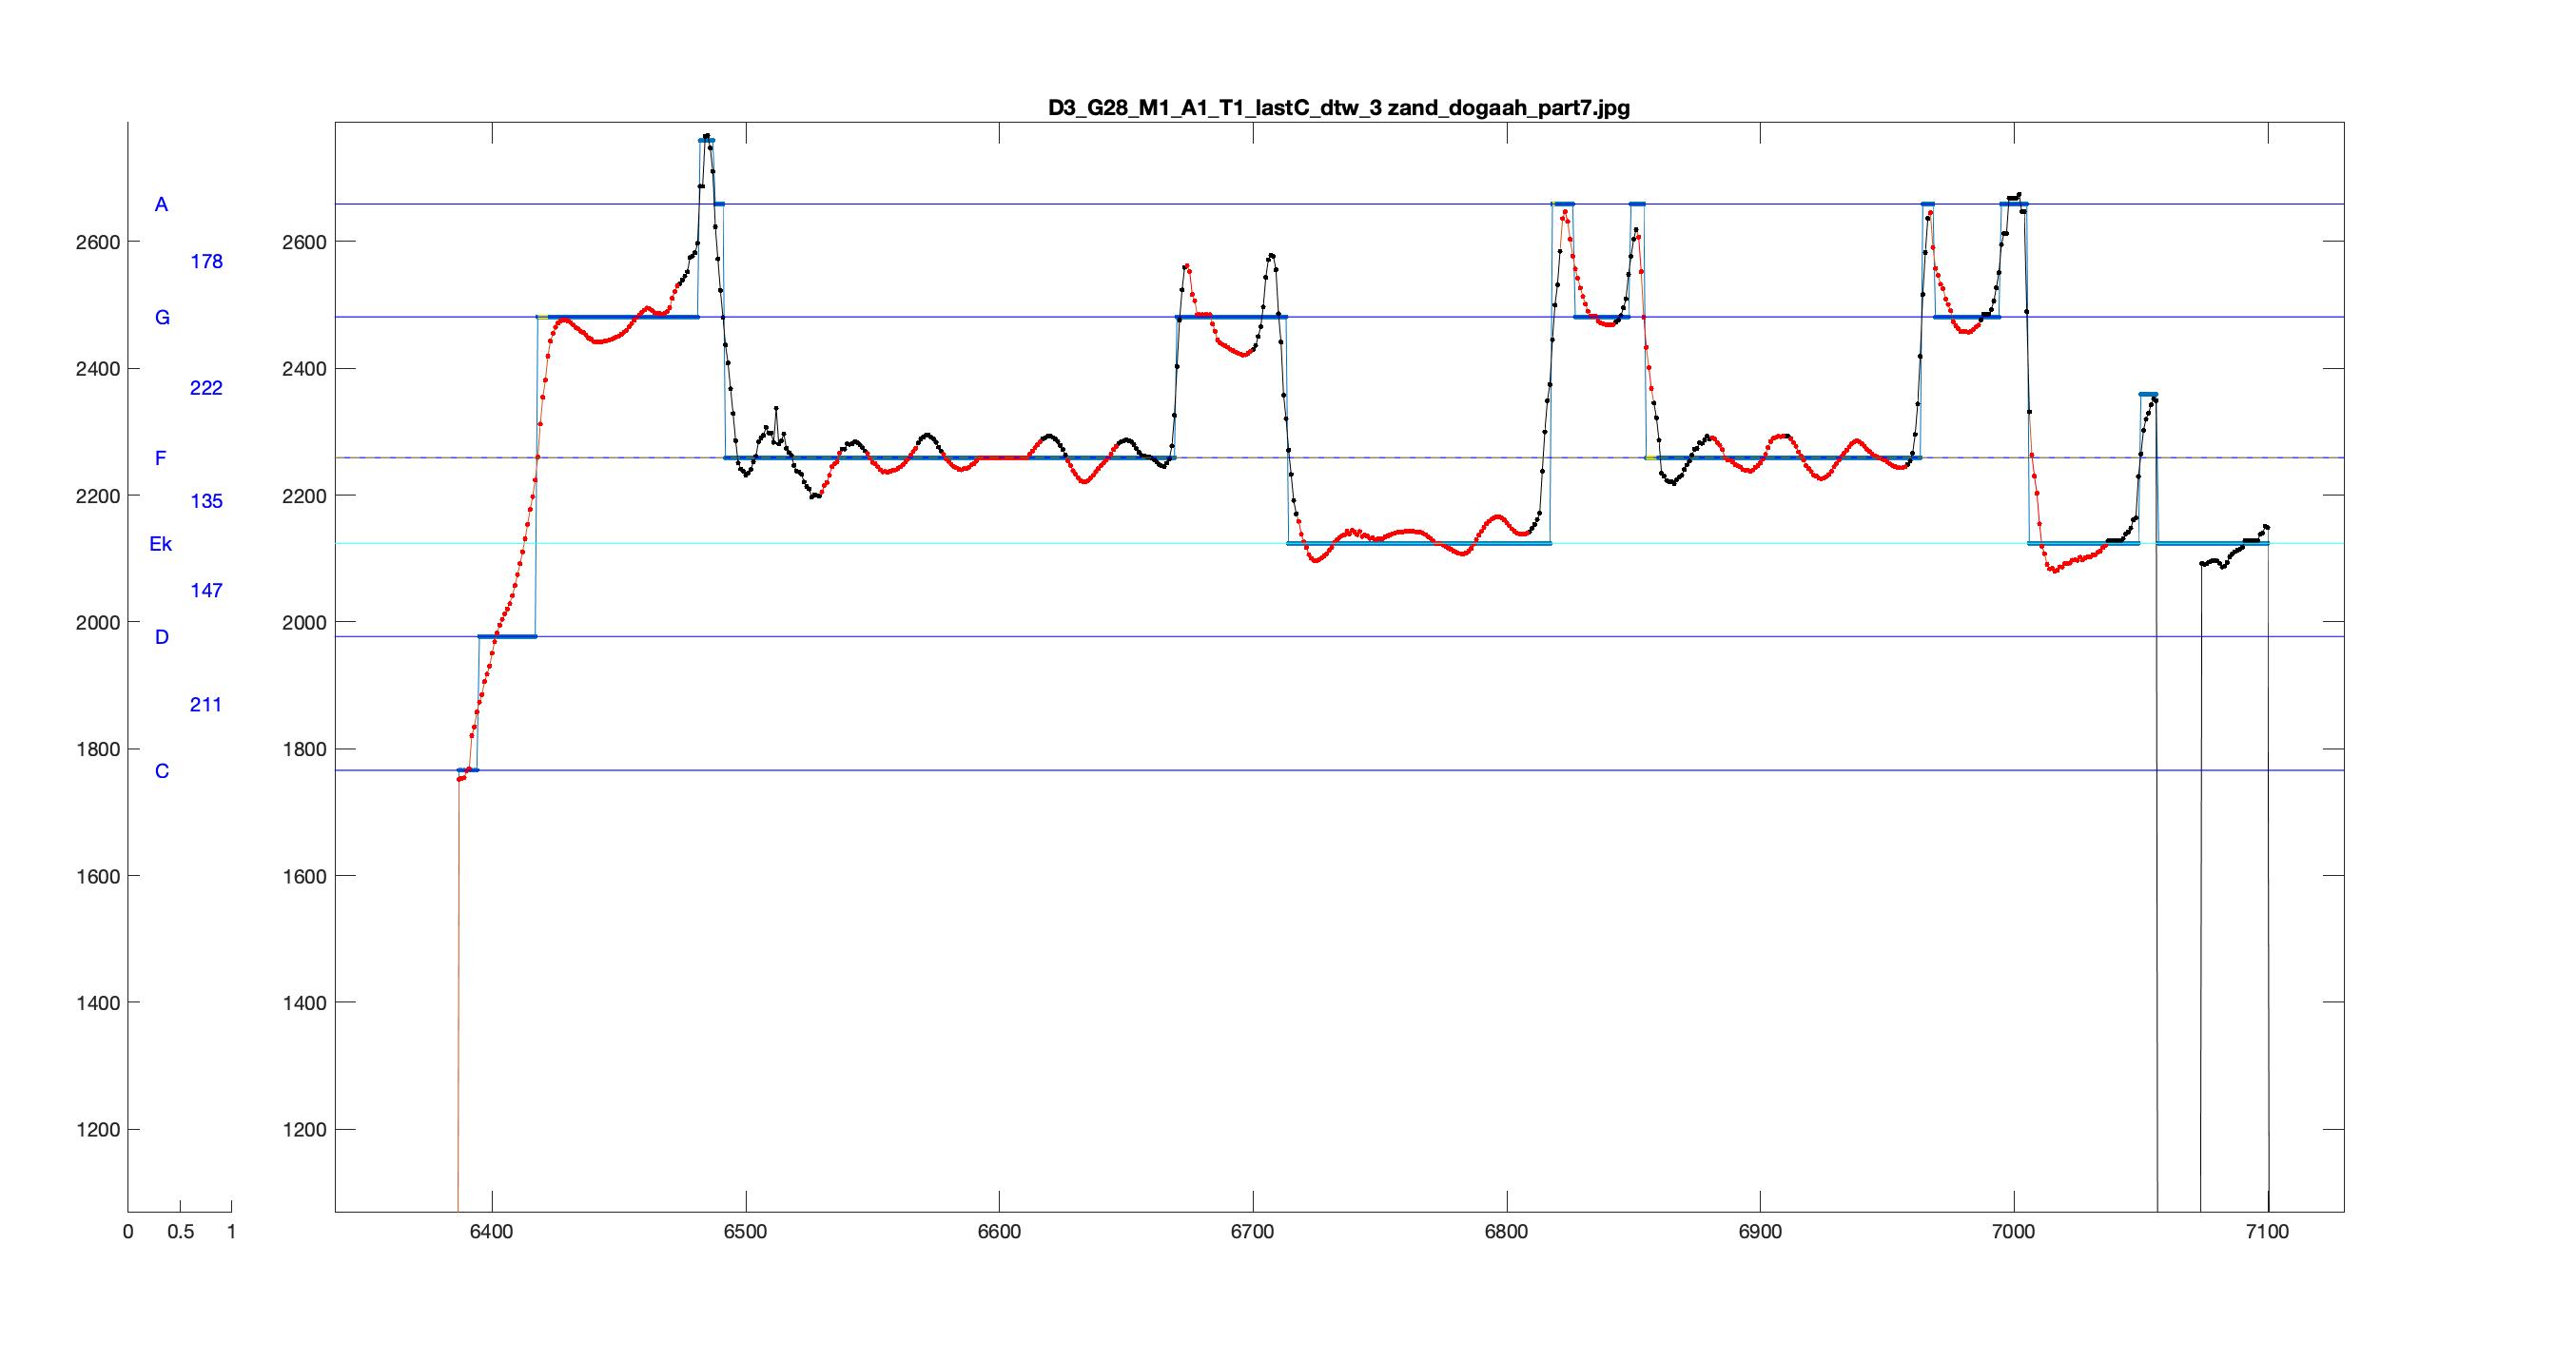 D3_G28_M1_A1_T1_lastC_dtw_3 zand_dogaah_part7.jpg
A
2600 178 2600
G
2400 222 2400
F
2200 135 2200
Ek
147
2000 D 2000
211
1800 1800
C
1600 1600
1400 1400
1200 1200
0 0.5 1 6400 6500 6600 6700 6800 6900 7000 7100